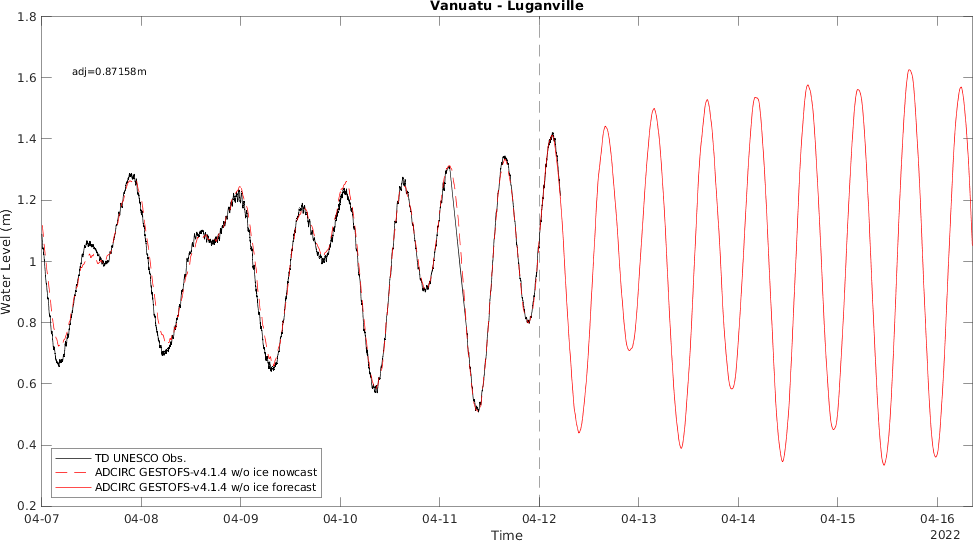 Vanuatu - Luganville
1.8
1.6
1.4
1.2
1
0.8
0.6
0.4
0.2
Water Level (m)
adj=0.87158m
TD UNESCO Obs.
ADCIRC GESTOFS-v4.1.4 w/o ice nowcast
ADCIRC GESTOFS-v4.1.4 w/o ice forecast
04-07 04-08 04-09 04-10 04-11 04-12 04-13 04-14 04-15 04-16
Time
2022